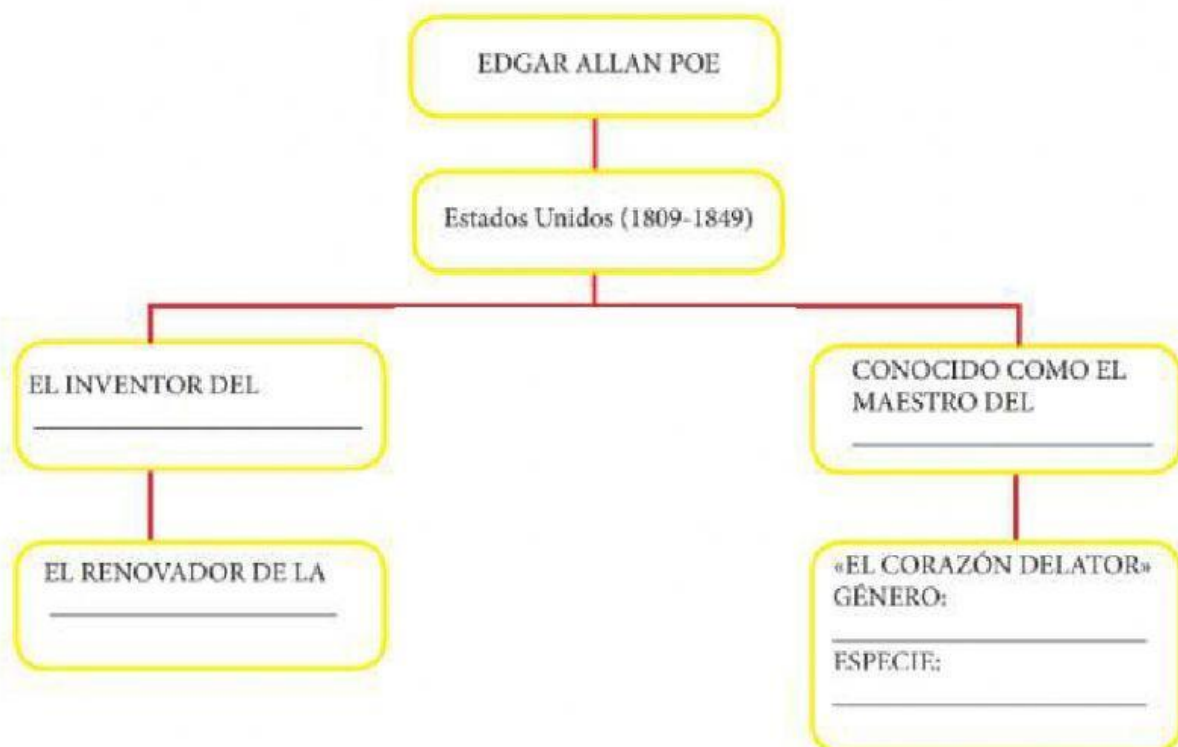 EDGAR ALLAN POE
Estados Unidos (1809-1849)
EL INVENTOR DEL
CONOCIDO COMO EL
MAESTRO DEL
EL RENOVADOR DE LA
«EL CORAZÓN DELATOR»
GÉNERO:
ESPECIE: